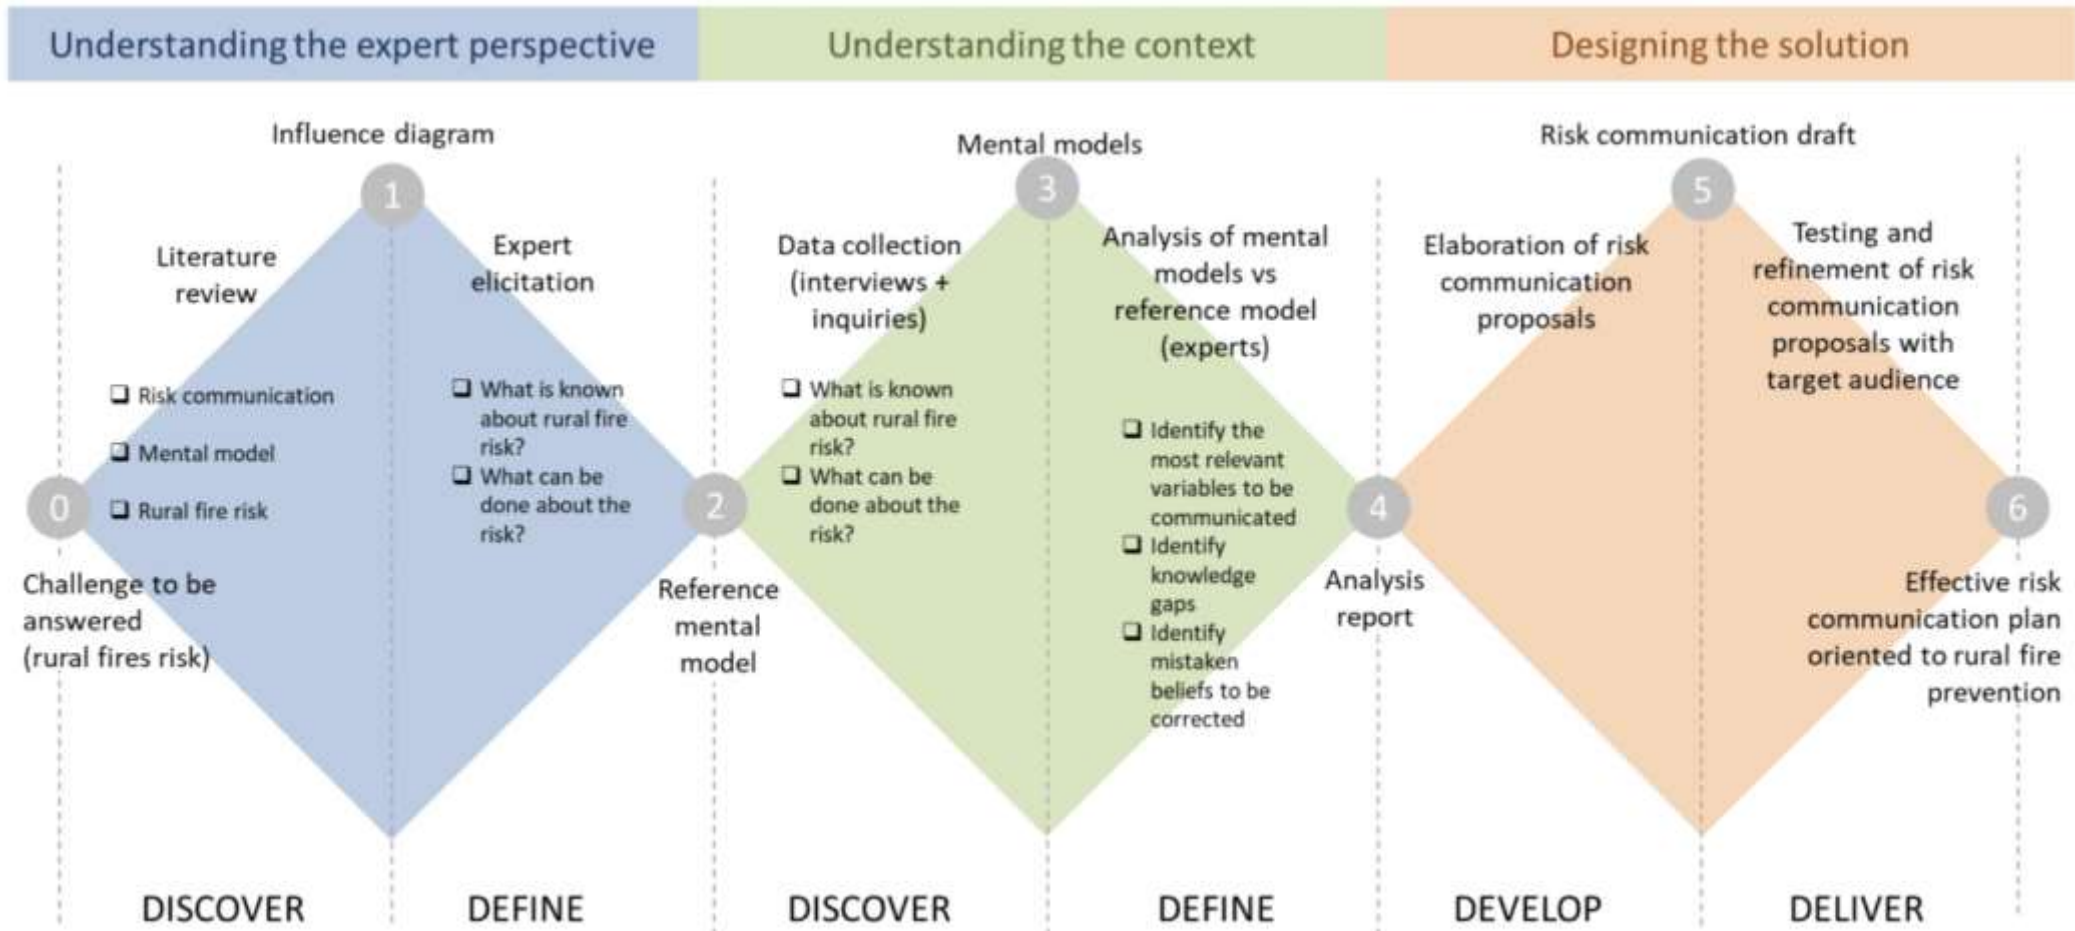 Understanding the expert perspective
Understanding the context
Designing the solution
Influence diagram
Mental models
Risk communication draft
1
3
5
Literature
review
Expert
elicitation
Data collection
(interviews +
inquiries)
Analysis of mental
models vs
reference model
(experts)
Elaboration of risk
communication
proposals
Testing and
refinement of risk
communication
proposals with
target audience
❑ Risk communication
❑ Mental model
❑ Rural fire risk
❑ What is known
about rural fire
risk?
❑ What can be
done about the
risk?
❑ What is known
about rural fire
risk?
❑ What can be
done about the
risk?
❑ Identify the
most relevant
variables to be
communicated
❑ Identify
knowledge
gaps
❑ Identify
mistaken
beliefs to be
corrected
0
2
4
6
Challenge to be
answered
(rural fires risk)
Reference
mental
model
Analysis
report
Effective risk
communication plan
oriented to rural fire
prevention
DISCOVER
DEFINE
DISCOVER
DEFINE
DEVELOP
DELIVER